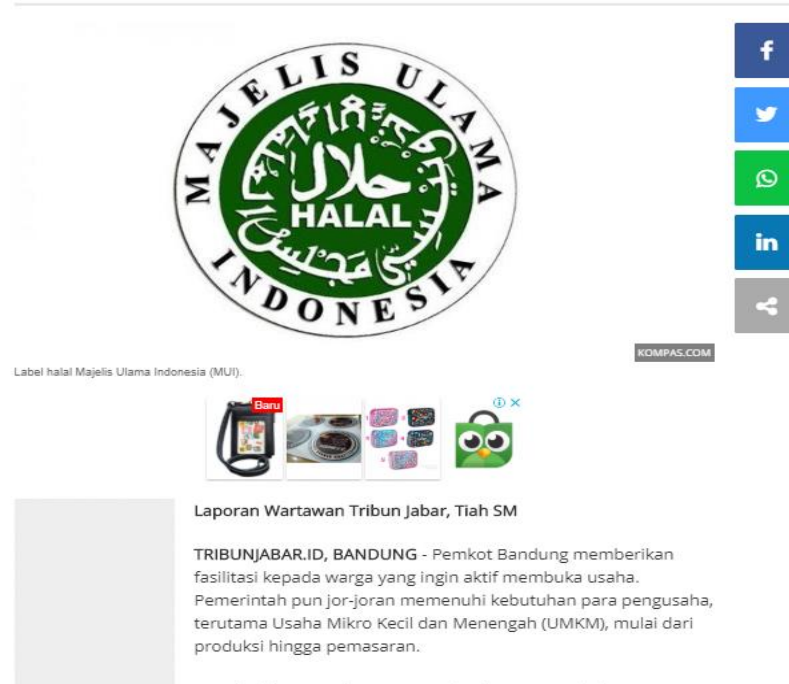 MAJELIS ULAMA
حلال
HALAL
INDONESIA
KOMPAS.COM
Label halal Majelis Ulama Indonesia (MUI).
Baru
Laporan Wartawan Tribun Jabar, Tiah SM
TRIBUNJABAR.ID, BANDUNG - Pemkot Bandung memberikan
fasilitasi kepada warga yang ingin aktif membuka usaha.
Pemerintah pun jor-joran memenuhi kebutuhan para pengusaha,
terutama Usaha Mikro Kecil dan Menengah (UMKM), mulai dari
produksi hingga pemasaran.